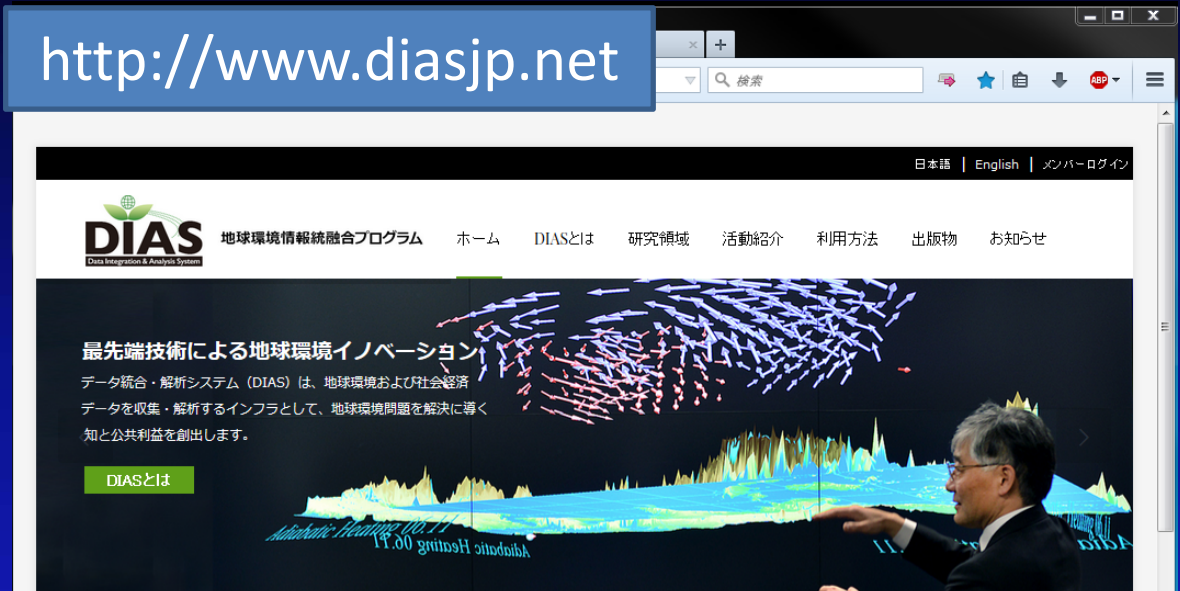 http://www.diasjp.net
検索
ABP
日本語 | English | メンバーログイン
DIAS
Data Integration & Analysis System
地球環境情報統融合プログラム
ホーム DIASとは 研究領域 活動紹介 利用方法 出版物 お知らせ
最先端技術による地球環境イノベーション
データ統合・解析システム（DIAS）は、地球環境および社会経済
データを収集・解析するインフラとして、地球環境問題を解決に導く
知と公共利益を創出します。
DIASとは
Adiabatic Heating 06.11
Adiabatic Heating 06.11